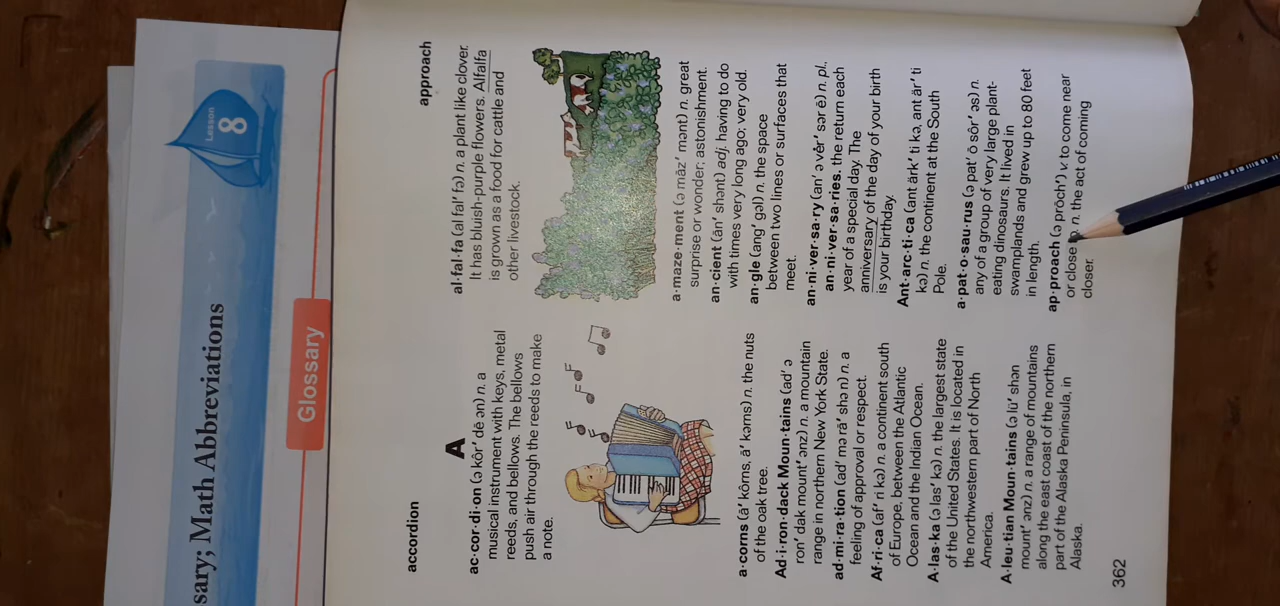 sary; Math Abbreviations
Lesson
8
Glossary
accordion
approach
A
ac·cor·di·on (ə kôr′ dē ən) n. a
musical instrument with keys, metal
reeds, and bellows. The bellows
push air through the reeds to make
a note.
a·corns (ā′ kôrns, ā′ kərns) n. the nuts
of the oak tree.
Ad·i·ron·dack Moun·tains (ad′ ə
ron′ dak mount′ ənz) n. a mountain
range in northern New York State.
ad·mi·ra·tion (ad′ mə rā′ shə n) n. a
feeling of approval or respect.
Af·ri·ca (af′ ri kə) n. a continent south
of Europe, between the Atlantic
Ocean and the Indian Ocean.
A·las·ka (ə las′ kə) n. the largest state
of the United States. It is located in
the northwestern part of North
America.
A·leu·tian Moun·tains (ə lü′ shən
mount′ ənz) n. a range of mountains
along the east coast of the northern
part of the Alaska Peninsula, in
Alaska.
362
al·fal·fa (al fal′ fə) n. a plant like clover.
It has bluish-purple flowers. Alfalfa
is grown as a food for cattle and
other livestock.
a·maze·ment (ə māz′ mənt) n. great
surprise or wonder; astonishment.
an·cient (ān′ shənt) adj. having to do
with times very long ago; very old.
an·gle (ang′ gəl) n. the space
between two lines or surfaces that
meet.
an·ni·ver·sa·ry (an′ ə vėr′ sər ē) n. pl.
an·ni·ver·sa·ries. the return each
year of a special day. The
anniversary of the day of your birth
is your birthday.
Ant·arc·ti·ca (ant ärk′ ti kə, ant är′ ti
kə) n. the continent at the South
Pole.
a·pat·o·sau·rus (ə pat′ ō sôr′ əs) n.
any of a group of very large plant-
eating dinosaurs. It lived in
swamplands and grew up to 80 feet
in length.
ap·proach (ə prōch′) v. to come near
or close n. the act of coming
closer.